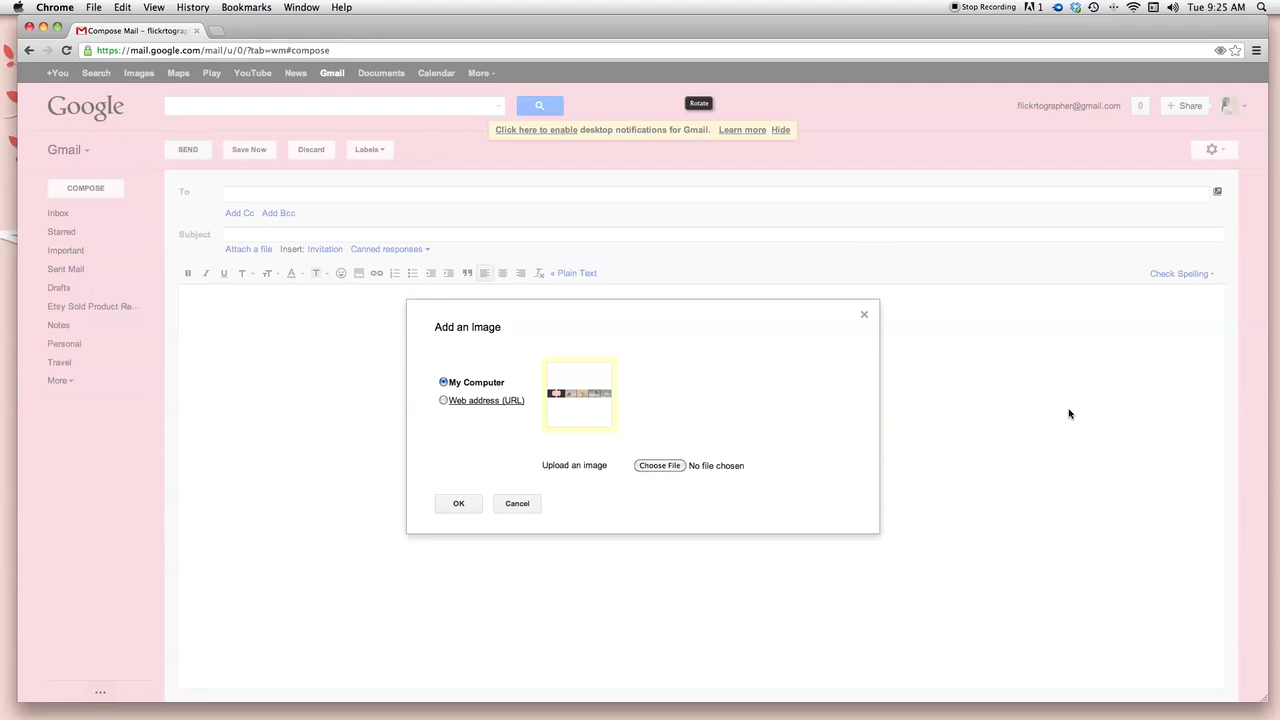 Chrome File Edit View History Bookmarks Window Help Stop Recording 1 Tue 9:25 AM
Compose Mail – flickrtograp
https://mail.google.com/mail/u/0/?tab=wm#compose
+You Search Images Maps Play YouTube News Gmail Documents Calendar More
Google Rotate flickrtographer@gmail.com 0 + Share
Click here to enable desktop notifications for Gmail. Learn more Hide
Gmail SEND Save Now Discard Labels
COMPOSE
To
Add Cc Add Bcc
Subject
Attach a file Insert: Invitation Canned responses
B I U T T A T « Plain Text Check Spelling
Inbox
Starred
Important
Sent Mail
Drafts
Etsy Sold Product Re...
Notes
Personal
Travel
More
Add an Image
My Computer
Web address (URL)
Upload an image Choose File No file chosen
OK Cancel